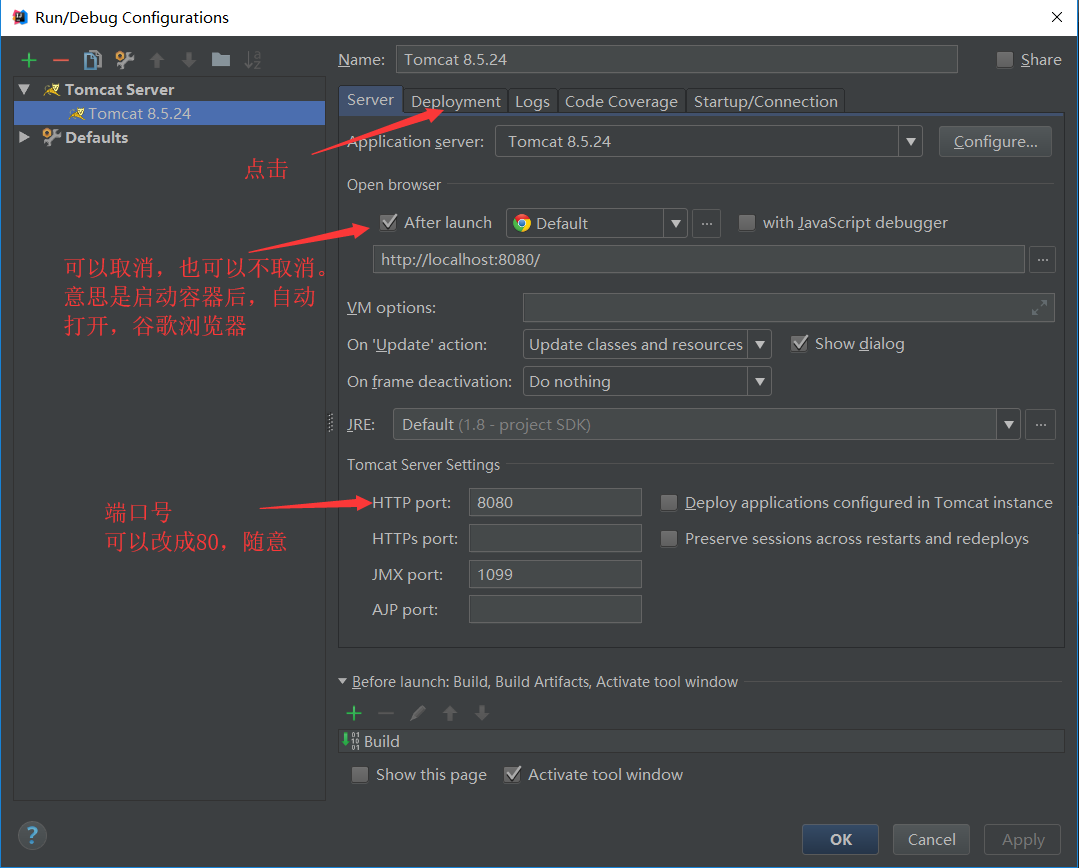 Run/Debug Configurations
Name: Tomcat 8.5.24 Share
Tomcat Server
Tomcat 8.5.24
Defaults
Server Deployment Logs Code Coverage Startup/Connection
点击
Application server: Tomcat 8.5.24 Configure...
Open browser
After launch Default ... with JavaScript debugger
http://localhost:8080/ ...
可以取消，也可以不取消。
意思是启动容器后，自动
打开，谷歌浏览器
VM options:
On 'Update' action: Update classes and resources Show dialog
On frame deactivation: Do nothing
JRE: Default (1.8 - project SDK) ...
Tomcat Server Settings
端口号
可以改成80，随意
HTTP port: 8080 Deploy applications configured in Tomcat instance
HTTPs port: Preserve sessions across restarts and redeploys
JMX port: 1099
AJP port:
Before launch: Build, Build Artifacts, Activate tool window
Build
Show this page Activate tool window
? OK Cancel Apply